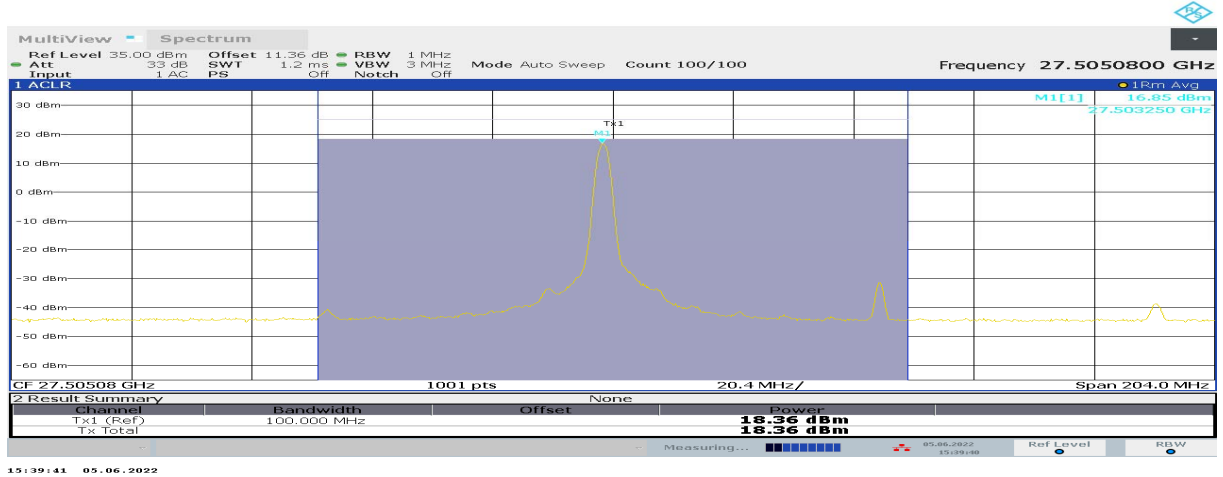 R S
MultiView Spectrum
Ref Level 35.00 dBm Offset 11.36 dB RBW 1 MHz
Att 33 dB SWT 1.2 ms VBW 3 MHz Mode Auto Sweep Count 100/100 Frequency 27.5050800 GHz
Input 1 AC PS Off Notch Off
1 ACLR 1Rm Avg
M1[1] 16.85 dBm
27.503250 GHz
30 dBm
Tx1
20 dBm
M1
10 dBm
0 dBm
-10 dBm
-20 dBm
-30 dBm
-40 dBm
-50 dBm
-60 dBm
CF 27.50508 GHz 1001 pts 20.4 MHz/ Span 204.0 MHz
2 Result Summary None
Channel Bandwidth Offset Power
Tx1 (Ref) 100.000 MHz 18.36 dBm
Tx Total 18.36 dBm
Measuring... 05.06.2022 Ref Level RBW
15:39:40
15:39:41 05.06.2022